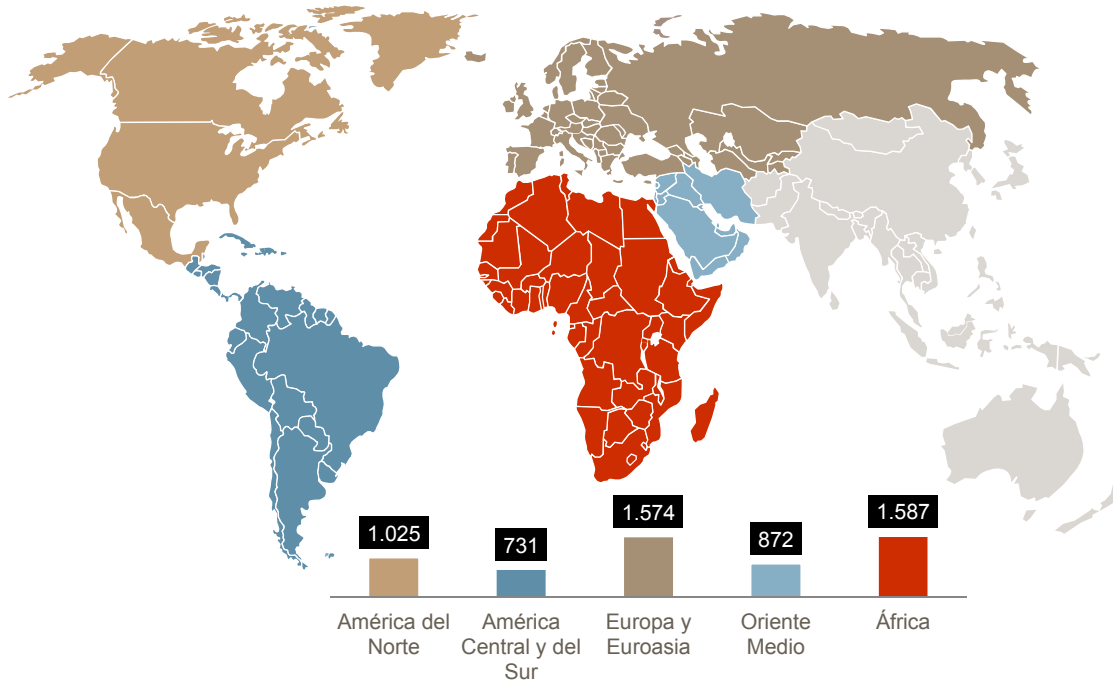 1.025
731
1.574
872
1.587
América del
Norte
América
Central y del
Sur
Europa y
Euroasia
Oriente
Medio
África